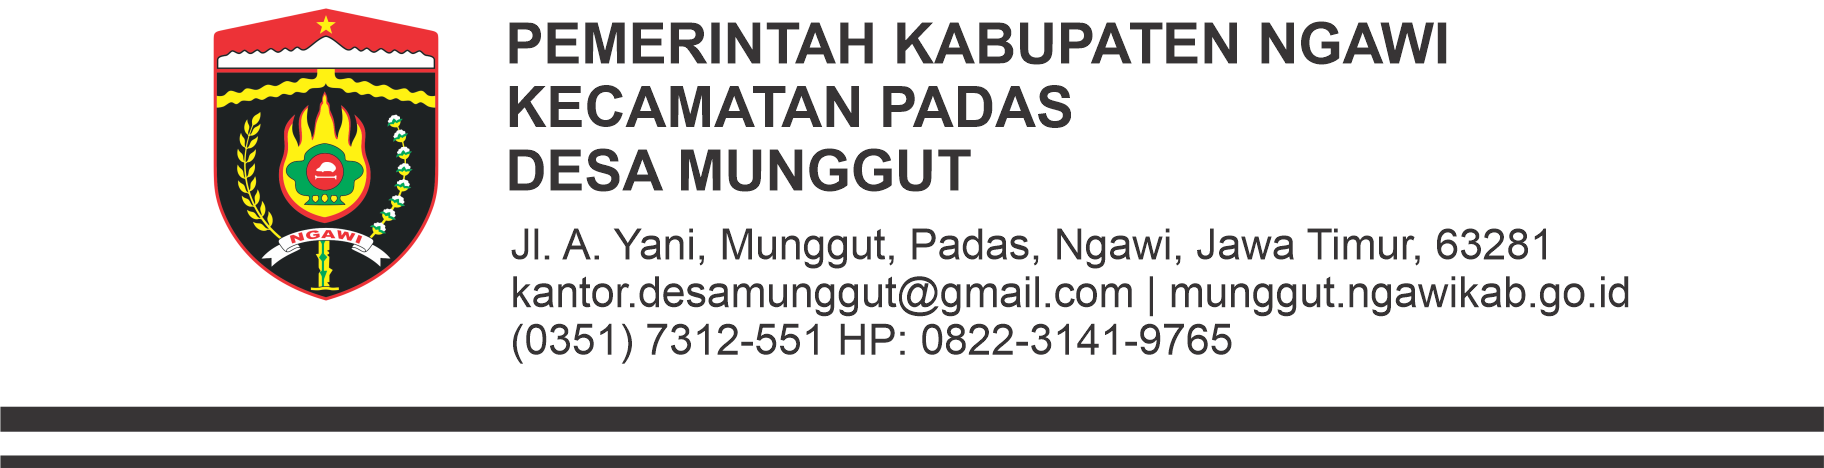 PEMERINTAH KABUPATEN NGAWI
KECAMATAN PADAS
DESA MUNGGUT
Jl. A. Yani, Munggut, Padas, Ngawi, Jawa Timur, 63281
kantor.desamunggut@gmail.com | munggut.ngawikab.go.id
(0351) 7312-551 HP: 0822-3141-9765
NGAWI